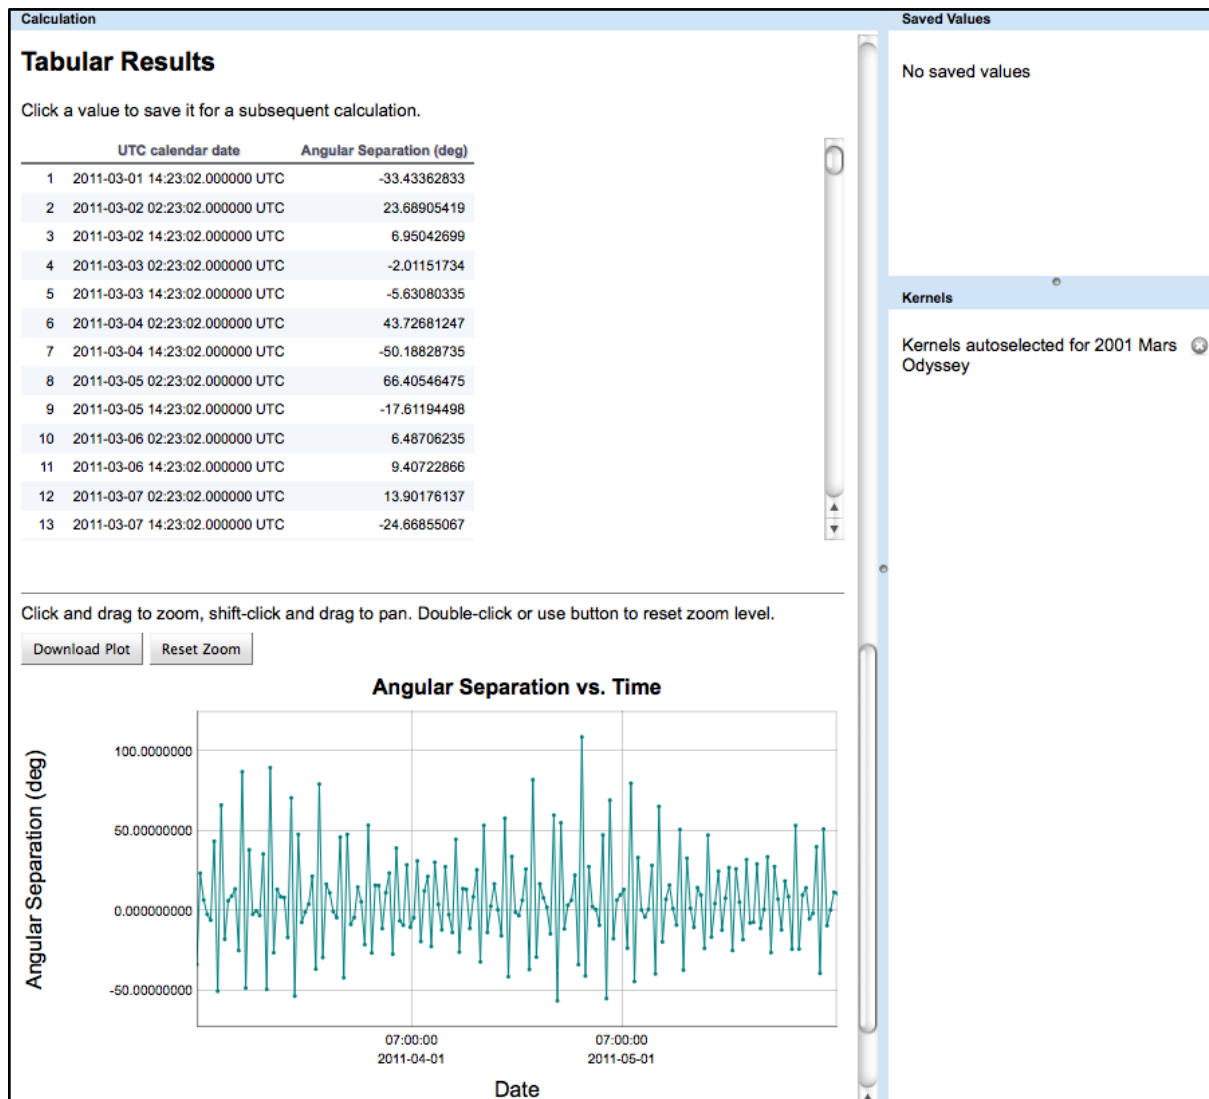 Calculation
Tabular Results
Click a value to save it for a subsequent calculation.
UTC calendar date Angular Separation (deg)
1 2011-03-01 14:23:02.000000 UTC -33.43362833
2 2011-03-02 02:23:02.000000 UTC 23.68905419
3 2011-03-02 14:23:02.000000 UTC 6.95042699
4 2011-03-03 02:23:02.000000 UTC -2.01151734
5 2011-03-03 14:23:02.000000 UTC -5.63080335
6 2011-03-04 02:23:02.000000 UTC 43.72681247
7 2011-03-04 14:23:02.000000 UTC -50.18828735
8 2011-03-05 02:23:02.000000 UTC 66.40546475
9 2011-03-05 14:23:02.000000 UTC -17.61194498
10 2011-03-06 02:23:02.000000 UTC 6.48706235
11 2011-03-06 14:23:02.000000 UTC 9.40722866
12 2011-03-07 02:23:02.000000 UTC 13.90176137
13 2011-03-07 14:23:02.000000 UTC -24.66855067
Click and drag to zoom, shift-click and drag to pan. Double-click or use button to reset zoom level.
Download Plot Reset Zoom
Angular Separation vs. Time
Angular Separation (deg)
100.0000000
50.00000000
0.000000000
-50.00000000
07:00:00 07:00:00
2011-04-01 2011-05-01
Date
Saved Values
No saved values
Kernels
Kernels autoselected for 2001 Mars
Odyssey